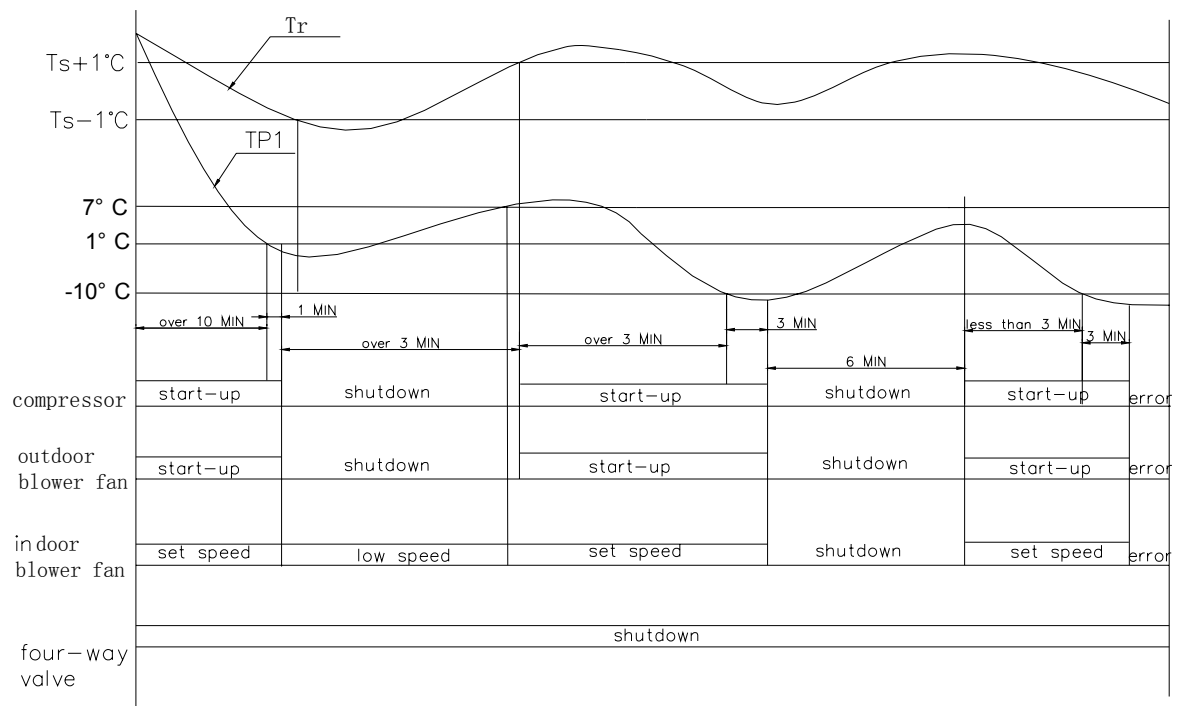 Tr
Ts+1°C
Ts-1°C
TP1
7° C
1° C
-10° C
over 10 MIN
1 MIN
over 3 MIN
over 3 MIN
3 MIN
6 MIN
less than 3 MIN
3 MIN
compressor
start-up
shutdown
start-up
shutdown
start-up
error
outdoor
blower fan
start-up
shutdown
start-up
shutdown
start-up
error
indoor
blower fan
set speed
low speed
set speed
shutdown
set speed
error
four-way
valve
shutdown